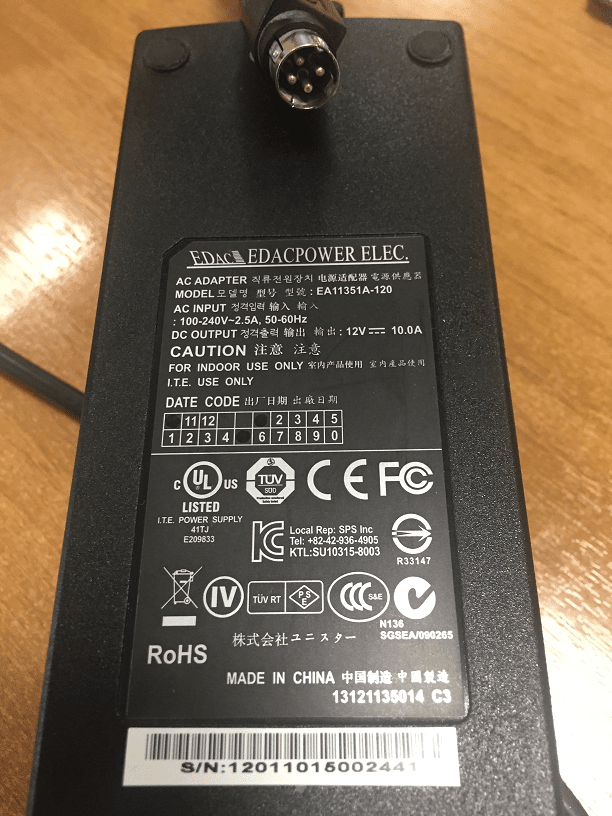 EDAC EDACPOWER ELEC.
AC ADAPTER 직류전원장치 电源适配器 電源供應器
MODEL 모델명 型号 型號 : EA11351A-120
AC INPUT 정격입력 输入 輸入
: 100-240V~2.5A, 50-60Hz
DC OUTPUT 정격출력 输出 輸出 : 12V ⎓ 10.0A
CAUTION 注意 注意
FOR INDOOR USE ONLY 室内产品使用 室內產品使用
I.T.E. USE ONLY
DATE CODE 出厂日期 出廠日期
11 12 2 3 4 5
1 2 3 4 6 7 8 9 0
C UL US
LISTED
I.T.E. POWER SUPPLY
41TJ
E209833
TÜV
SÜD
CE FC
KC
Local Rep: SPS Inc
Tel: +82-42-936-4905
KTL:SU10315-8003
R33147
IV
TÜV RT
PSE
CCC S&E
N136
SGSEA/090265
株式会社ユニスター
RoHS
MADE IN CHINA 中国制造 中國製造
13121135014 C3
S/N:12011015002441